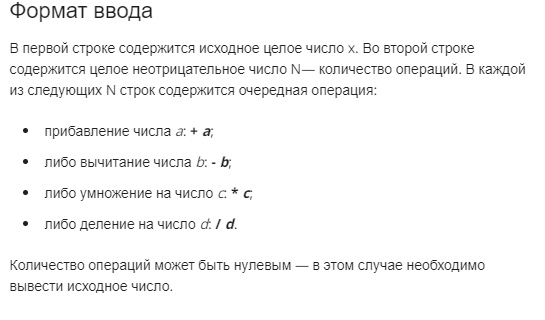 Формат ввода
В первой строке содержится исходное целое число x. Во второй строке
содержится целое неотрицательное число N— количество операций. В каждой
из следующих N строк содержится очередная операция:
• прибавление числа a: + a;
• либо вычитание числа b: - b;
• либо умножение на число c: * c;
• либо деление на число d: / d.
Количество операций может быть нулевым — в этом случае необходимо
вывести исходное число.